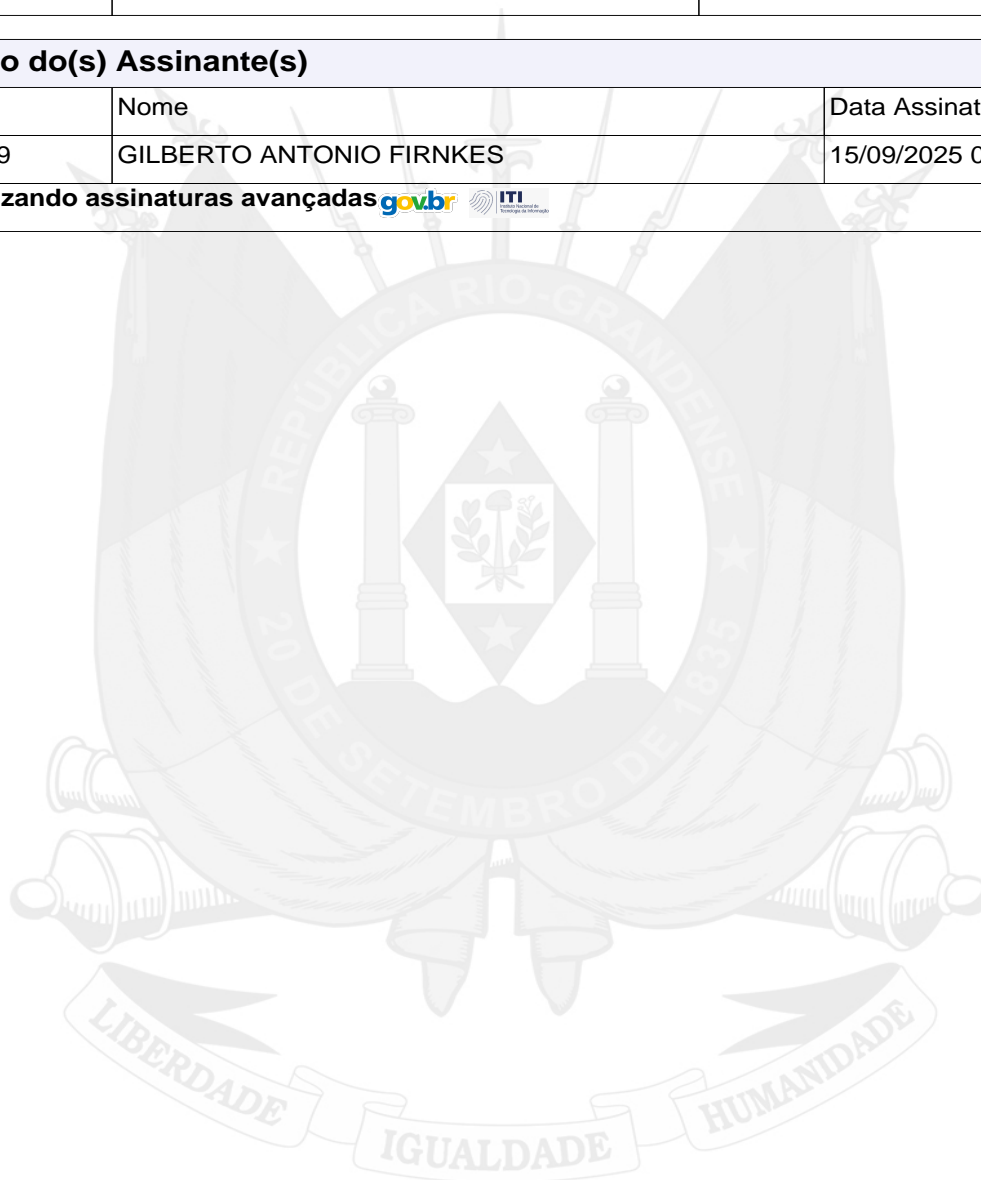 o do(s) Assinante(s)
Nome Data Assinat
9 GILBERTO ANTONIO FIRNKES 15/09/2025 0
zando assinaturas avançadas gov.br ITI
REPÚBLICA RIO-GRANDENSE
20 DE SETEMBRO DE 1835
LIBERDADE IGUALDADE HUMANIDADE